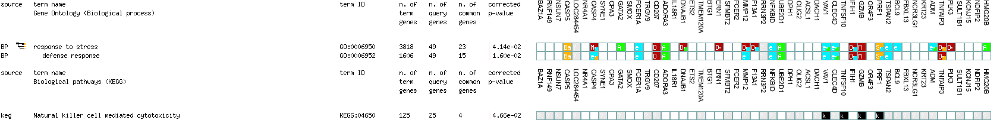 source term name term ID n. of n. of n. of corrected
Gene Ontology (Biological process) term query common p-value
genes genes genes
BAZ1A
RNF149
NSUN7
CASP5
LOC284454
NR4A1
CASP4
SYNE1
CPA3
GATA2
SMOX
FCER1A
TRGV9
CD207
ADORA3
IL18R1
DNAJB1
ETS2
TMEM120A
BTG1
ERN1
SFMBT2
FCER2
MMP12
F13A1
RRN3P2
NFKBID
UBE2D1
DPH1
OLIG2
ACSL1
DACH1
VAV1
CLEC4D
TNFSF10
IFIH1
GZMB
OR4F3
PRF1
TSPAN2
BCL9
FBXL13
NCR3LG1
KRT23
ADM
TNFAIP3
PLK3
SULT1B1
KCNJ15
NDFIP2
HMG20B
BP response to stress GO:0006950 3818 49 23 4.14e-02 Ba ? M A e D A D D D D ? e A e e D M S e e e D D A
BP defense response GO:0006952 1606 49 15 1.60e-02 Ba ? e e D A e ? e A e e D M S e D
source term name term ID n. of n. of n. of corrected
Biological pathways (KEGG) term query common p-value
genes genes genes
BAZ1A
RNF149
NSUN7
CASP5
LOC284454
NR4A1
CASP4
SYNE1
CPA3
GATA2
SMOX
FCER1A
TRGV9
CD207
ADORA3
IL18R1
DNAJB1
ETS2
TMEM120A
BTG1
ERN1
SFMBT2
FCER2
MMP12
F13A1
RRN3P2
NFKBID
UBE2D1
DPH1
OLIG2
ACSL1
DACH1
VAV1
CLEC4D
TNFSF10
IFIH1
GZMB
OR4F3
PRF1
TSPAN2
BCL9
FBXL13
NCR3LG1
KRT23
ADM
TNFAIP3
PLK3
SULT1B1
KCNJ15
NDFIP2
HMG20B
keg Natural killer cell mediated cytotoxicity KEGG:04650 125 25 4 4.66e-02 k k k k